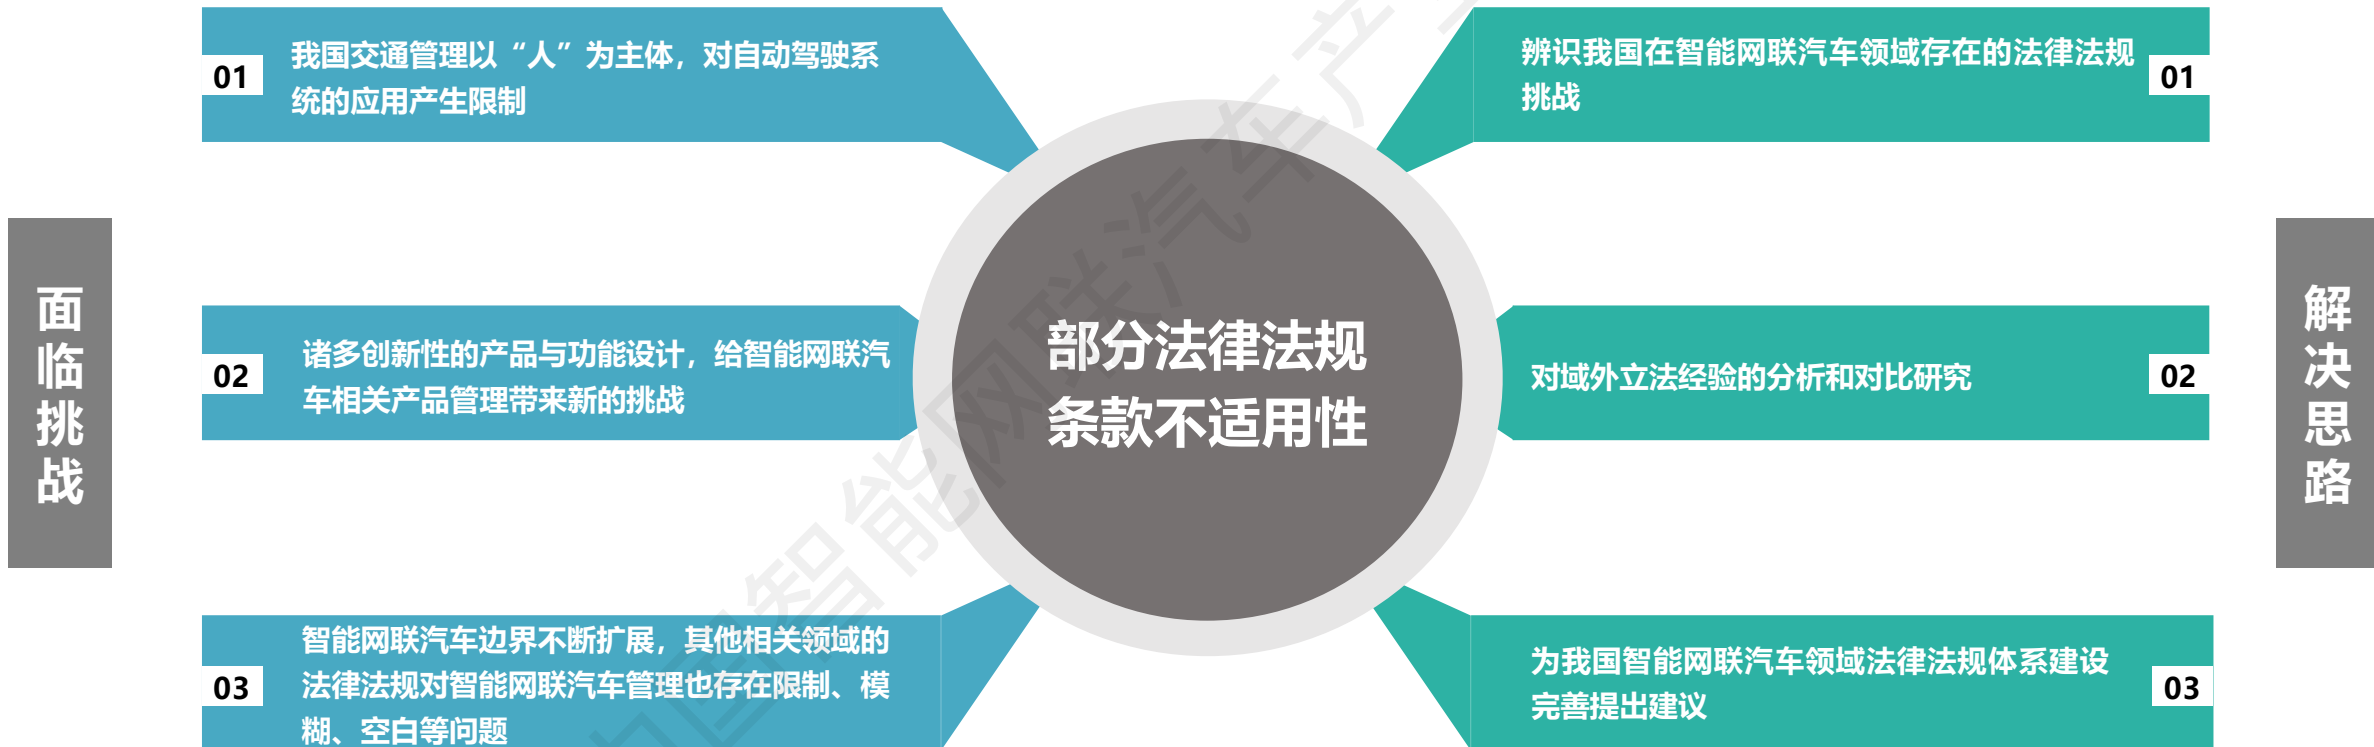 面临挑战
01
我国交通管理以“人”为主体，对自动驾驶系
统的应用产生限制
02
诸多创新性的产品与功能设计，给智能网联汽
车相关产品管理带来新的挑战
03
智能网联汽车边界不断扩展，其他相关领域的
法律法规对智能网联汽车管理也存在限制、模
糊、空白等问题
部分法律法规
条款不适用性
辨识我国在智能网联汽车领域存在的法律法规
挑战
01
对域外立法经验的分析和对比研究
02
为我国智能网联汽车领域法律法规体系建设
完善提出建议
03
解决思路
中国智能网联汽车产